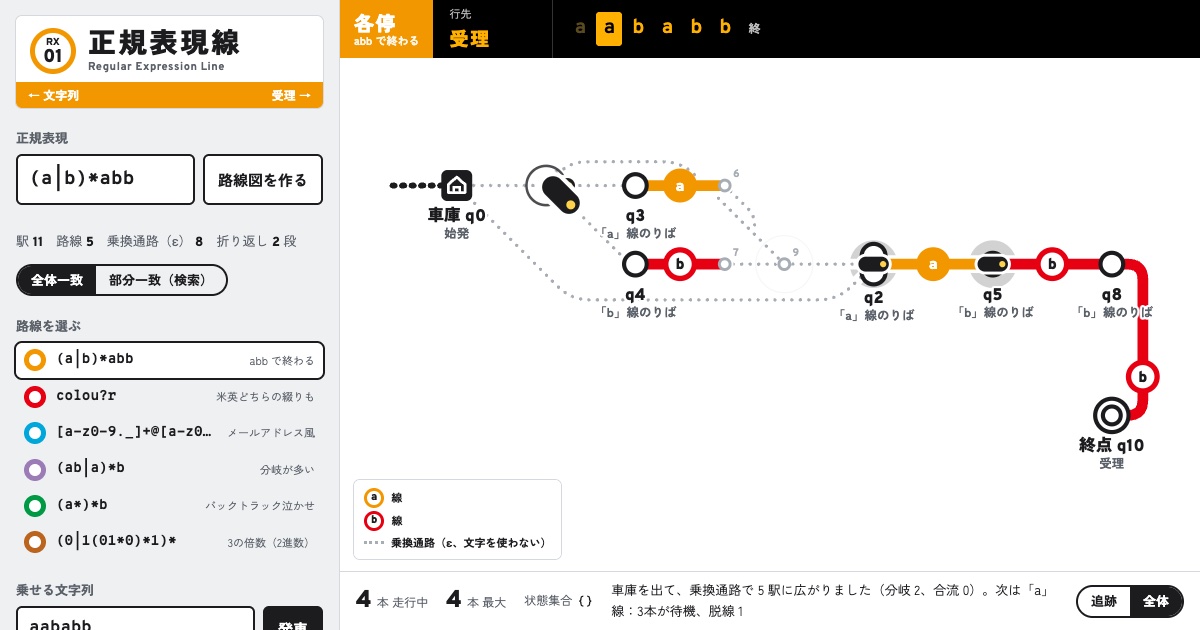 RX
01
正規表現線
Regular Expression Line
← 文字列
受理 →
正規表現
(a|b)*abb
路線図を作る
駅 11 路線 5 乗換通路（ε） 8 折り返し 2 段
全体一致
部分一致（検索）
路線を選ぶ
(a|b)*abb
abb で終わる
colou?r
米英どちらの綴りも
[a-z0-9._]+@[a-z0…
メールアドレス風
(ab|a)*b
分岐が多い
(a*)*b
バックトラック泣かせ
(0|1(01*0)*1)*
3の倍数（2進数）
乗せる文字列
aababb
発車
各停
abb で終わる
行先
受理
a a b a b b 終
車庫 q0
始発
q3
「a」線のりば
a
6
q4
「b」線のりば
b
7
9
q2
「a」線のりば
a
q5
「b」線のりば
b
q8
「b」線のりば
b
終点 q10
受理
a 線
b 線
乗換通路（ε、文字を使わない）
4 本 走行中
4 本 最大
状態集合 {}
車庫を出て、乗換通路で 5 駅に広がりました（分岐 2、合流 0）。次は「a」
線：3本が待機、脱線 1
追跡
全体